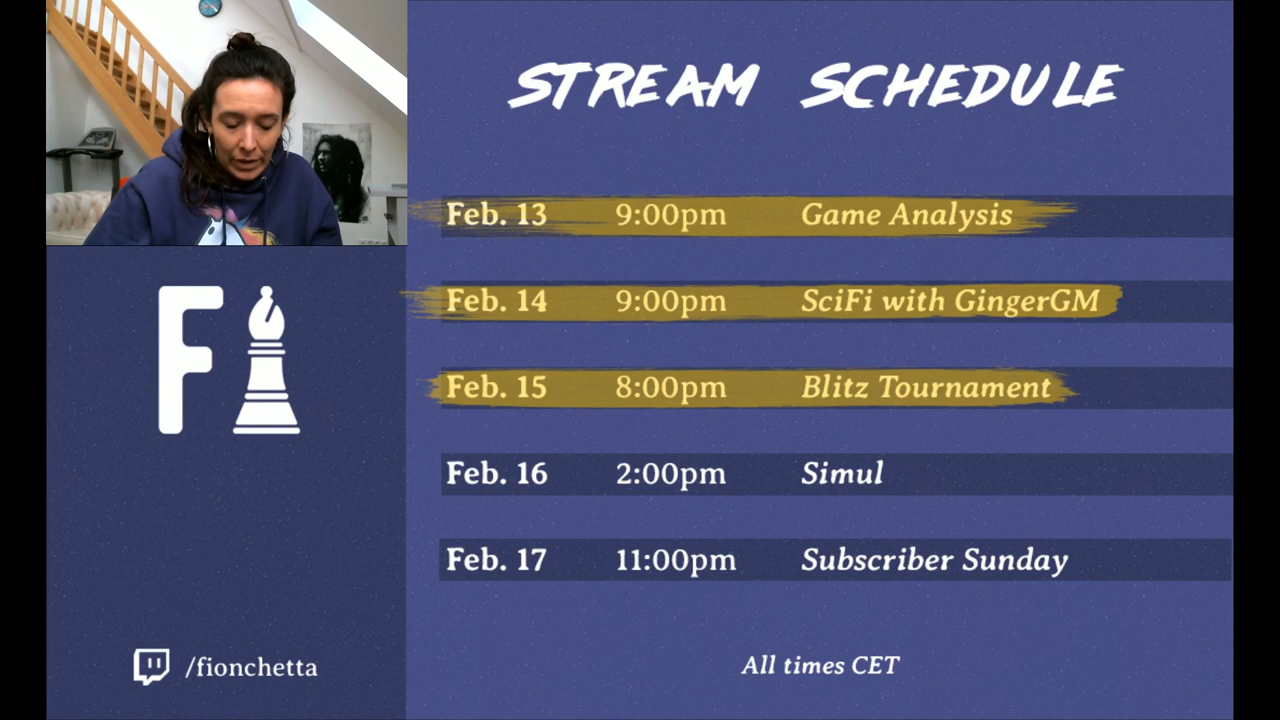 STREAM SCHEDULE
Feb. 13 9:00pm Game Analysis
Feb. 14 9:00pm SciFi with GingerGM
Feb. 15 8:00pm Blitz Tournament
Feb. 16 2:00pm Simul
Feb. 17 11:00pm Subscriber Sunday
F
/fionchetta
All times CET